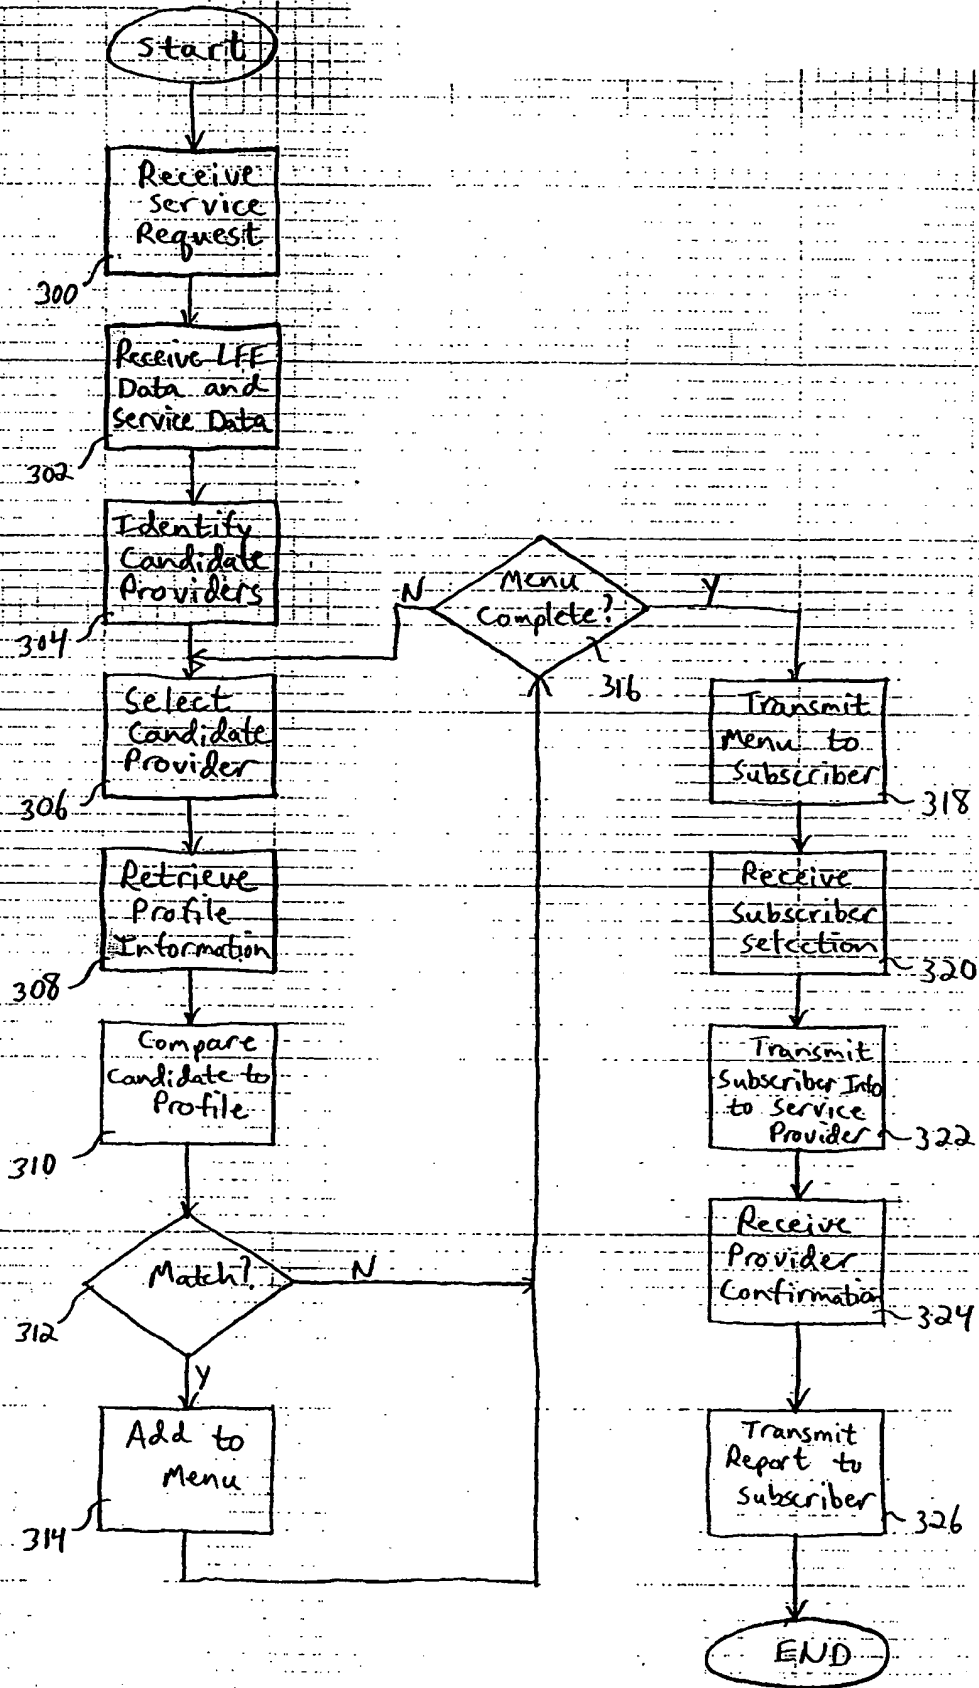 Start
Receive
Service
Request
300
Receive LFF
Data and
Service Data
302
Identify
Candidate
Providers
304
Select
Candidate
Provider
306
Retrieve
Profile
Information
308
Compare
Candidate to
Profile
310
Match?
N
312
Y
Add to
Menu
314
N
Menu
Complete?
Y
316
Transmit
Menu to
Subscriber
318
Receive
Subscriber
Selection
320
Transmit
Subscriber Info
to Service
Provider
322
Receive
Provider
Confirmation
324
Transmit
Report to
Subscriber
326
END